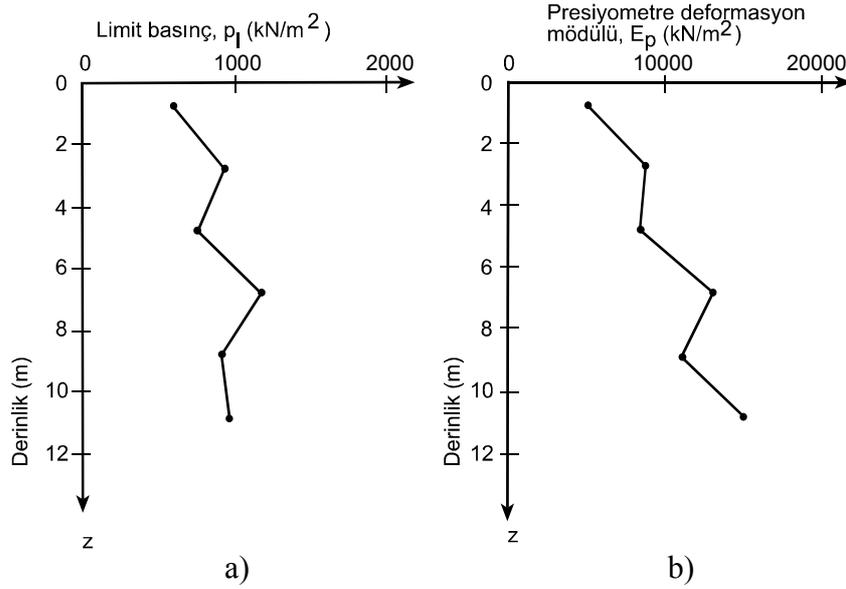 Limit basınç, pl (kN/m2)
0 1000 2000
0
2
4
6
8
10
12
Derinlik (m)
z
a)
Presiyometre deformasyon
mödülü, Ep (kN/m2)
0 10000 20000
0
2
4
6
8
10
12
Derinlik (m)
z
b)